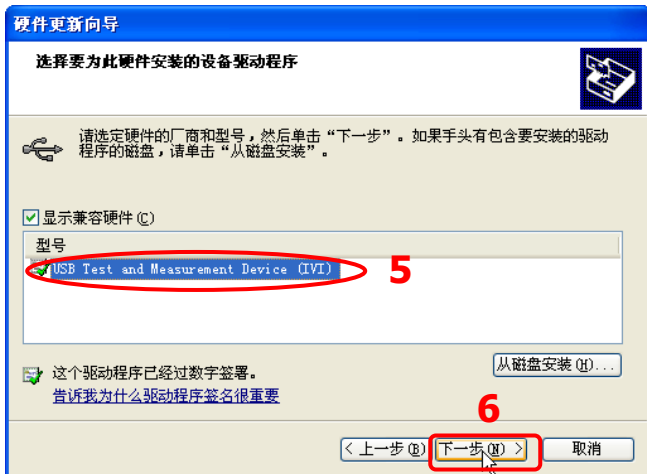 硬件更新向导
选择要为此硬件安装的设备驱动程序
请选定硬件的厂商和型号，然后单击“下一步”。如果手头有包含要安装的驱动
程序的磁盘，请单击“从磁盘安装”。
显示兼容硬件(C)
型号
USB Test and Measurement Device (IVI)
5
这个驱动程序已经过数字签署。
从磁盘安装(H)...
告诉我为什么驱动程序签名很重要
6
< 上一步(B)
下一步(N) >
取消